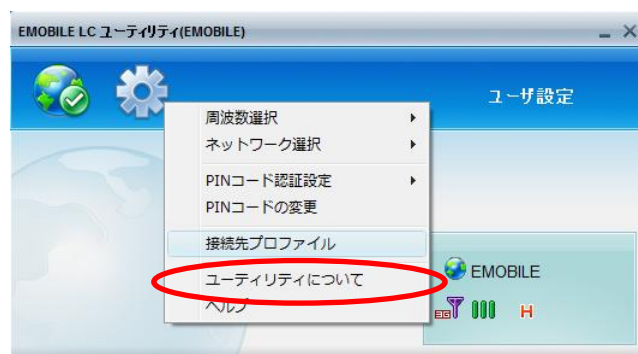 EMOBILE LC ユーティリティ(EMOBILE)
ユーザ設定
周波数選択
ネットワーク選択
PINコード認証設定
PINコードの変更
接続先プロファイル
ユーティリティについて
ヘルプ
EMOBILE
3G
H